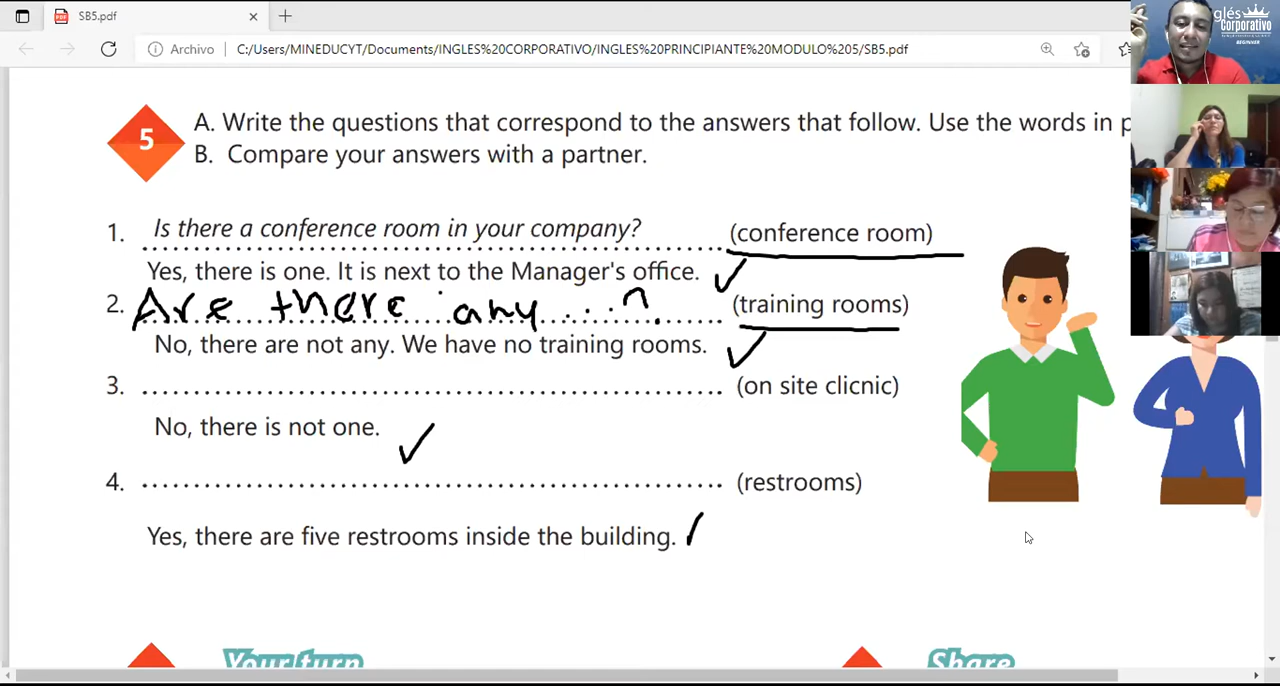 SB5.pdf
Archivo
C:/Users/MINEDUCYT/Documents/INGLES%20CORPORATIVO/INGLES%20PRINCIPIANTE%20MODULO%205/SB5.pdf
glés
Corporativo
BEGINNER
5
A. Write the questions that correspond to the answers that follow. Use the words in p
B. Compare your answers with a partner.
1. Is there a conference room in your company? (conference room)
Yes, there is one. It is next to the Manager's office.
2. Are there any ...? (training rooms)
No, there are not any. We have no training rooms.
3. (on site clicnic)
No, there is not one.
4. (restrooms)
Yes, there are five restrooms inside the building.
Your turn
Share